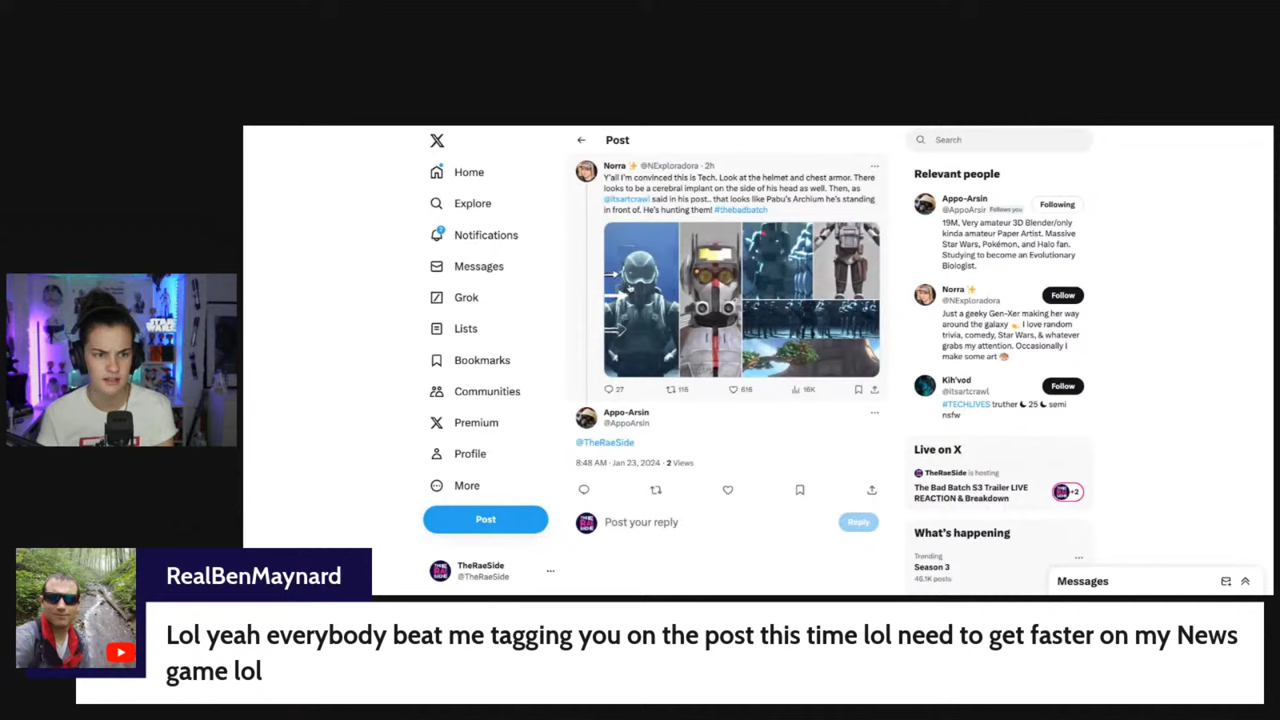 Post
Search
Norra ✨ @NExploradora · 2h
Y'all I'm convinced this is Tech. Look at the helmet and chest armor. There
looks to be a cerebral implant on the side of his head as well. Then, as
@itsartcrawl said in his post.. that looks like Pabu's Archium he's standing
in front of. He's hunting them! #thebadbatch
27
116
616
16K
Appo-Arsin
@AppoArsin
@TheRaeSide
8:48 AM · Jan 23, 2024 · 2 Views
Post your reply
Reply
Home
Explore
Notifications
Messages
Grok
Lists
Bookmarks
Communities
Premium
Profile
More
Post
TheRaeSide
@TheRaeSide
Relevant people
Appo-Arsin
@AppoArsin Follows you
Following
19M, Very amateur 3D Blender/only
kinda amateur Paper Artist. Massive
Star Wars, Pokémon, and Halo fan.
Studying to become an Evolutionary
Biologist.
Norra ✨
@NExploradora
Follow
Just a geeky Gen-Xer making her way
around the galaxy 💫 I love random
trivia, comedy, Star Wars, & whatever
grabs my attention. Occasionally I
make some art 🎨
Kih'vod
@itsartcrawl
Follow
#TECHLIVES truther ☾ 25 ☾ semi
nsfw
Live on X
TheRaeSide is hosting
The Bad Batch S3 Trailer LIVE
REACTION & Breakdown
+2
What's happening
Trending
Season 3
46.1K posts
Messages
STAR
WARS
RealBenMaynard
Lol yeah everybody beat me tagging you on the post this time lol need to get faster on my News
game lol